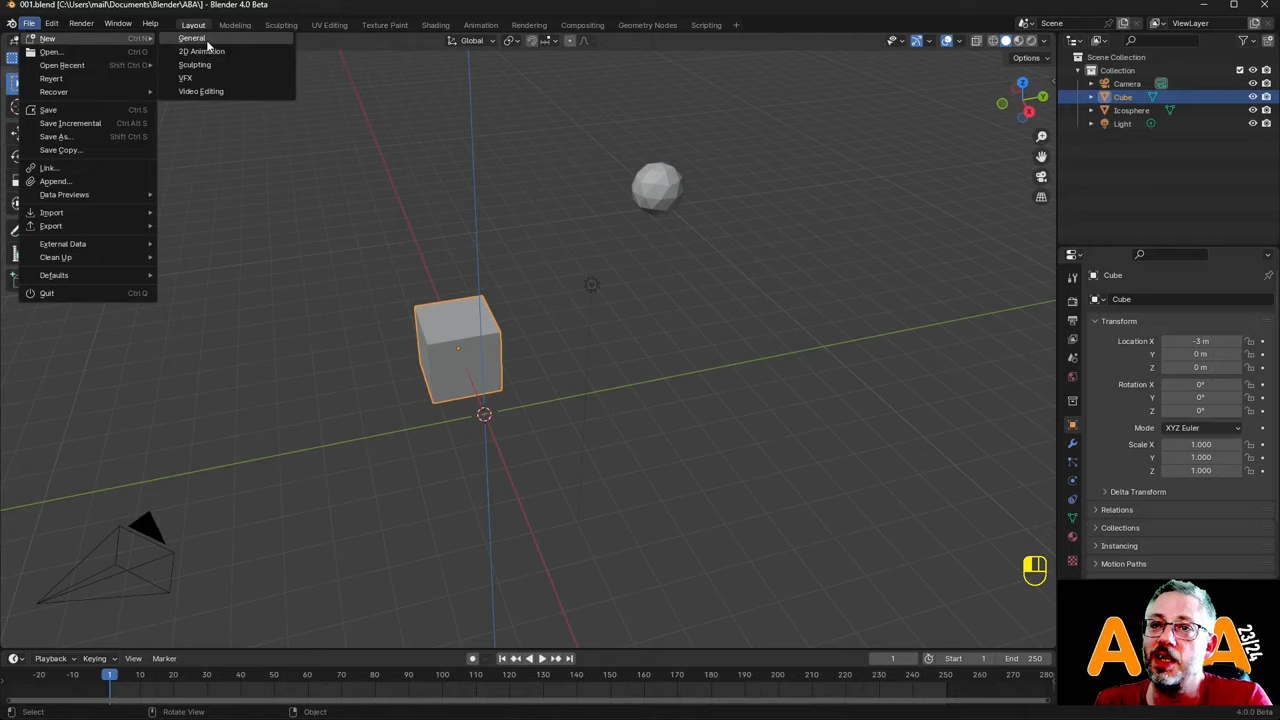 001.blend [C:\Users\mail\Blender\ABA\] - Blender 4.0 Beta
File Edit Render Window Help Layout Modeling Sculpting UV Editing Texture Paint Shading Animation Rendering Compositing Geometry Nodes Scripting Scene ViewLayer
New Ctrl N
Open... Ctrl O
Open Recent Shift Ctrl O
Revert
Recover
Save Ctrl S
Save Incremental Ctrl Alt S
Save As... Shift Ctrl S
Save Copy...
Link...
Append...
Data Previews
Import
Export
External Data
Clean Up
Defaults
Quit Ctrl Q
General
2D Animation
Sculpting
VFX
Video Editing
Global
Options
Z
Y
X
Scene Collection
Collection
Camera
Cube
Icosphere
Light
Cube
Cube
Transform
Location X -3 m
Y 0 m
Z 0 m
Rotation X 0°
Y 0°
Z 0°
Mode XYZ Euler
Scale X 1.000
Y 1.000
Z 1.000
Delta Transform
Relations
Collections
Instancing
Motion Paths
A A 23/24
Playback Keying View Marker 1 Start 1 End 250
-20 -10 1 10 20 30 40 50 60 70 80 90 100 110 120 130 140 150 160 170 180 190 200 210 220 230 240 250 260 270 280
Select Rotate View Object 4.0.0 Beta